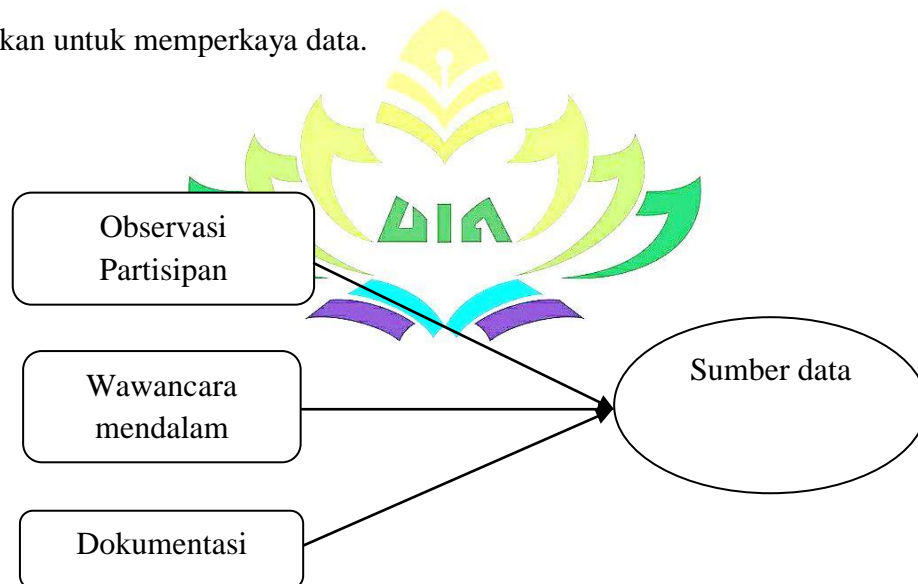 kan untuk memperkaya data.
UIN
Observasi
Partisipan
Sumber data
Wawancara
mendalam
Dokumentasi